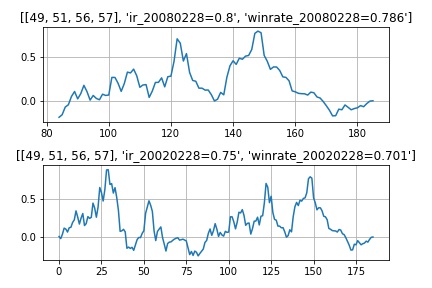 [[49, 51, 56, 57], 'ir_20080228=0.8', 'winrate_20080228=0.786']
0.5
0.0
80 100 120 140 160 180
[[49, 51, 56, 57], 'ir_20020228=0.75', 'winrate_20020228=0.701']
0.5
0.0
0 25 50 75 100 125 150 175